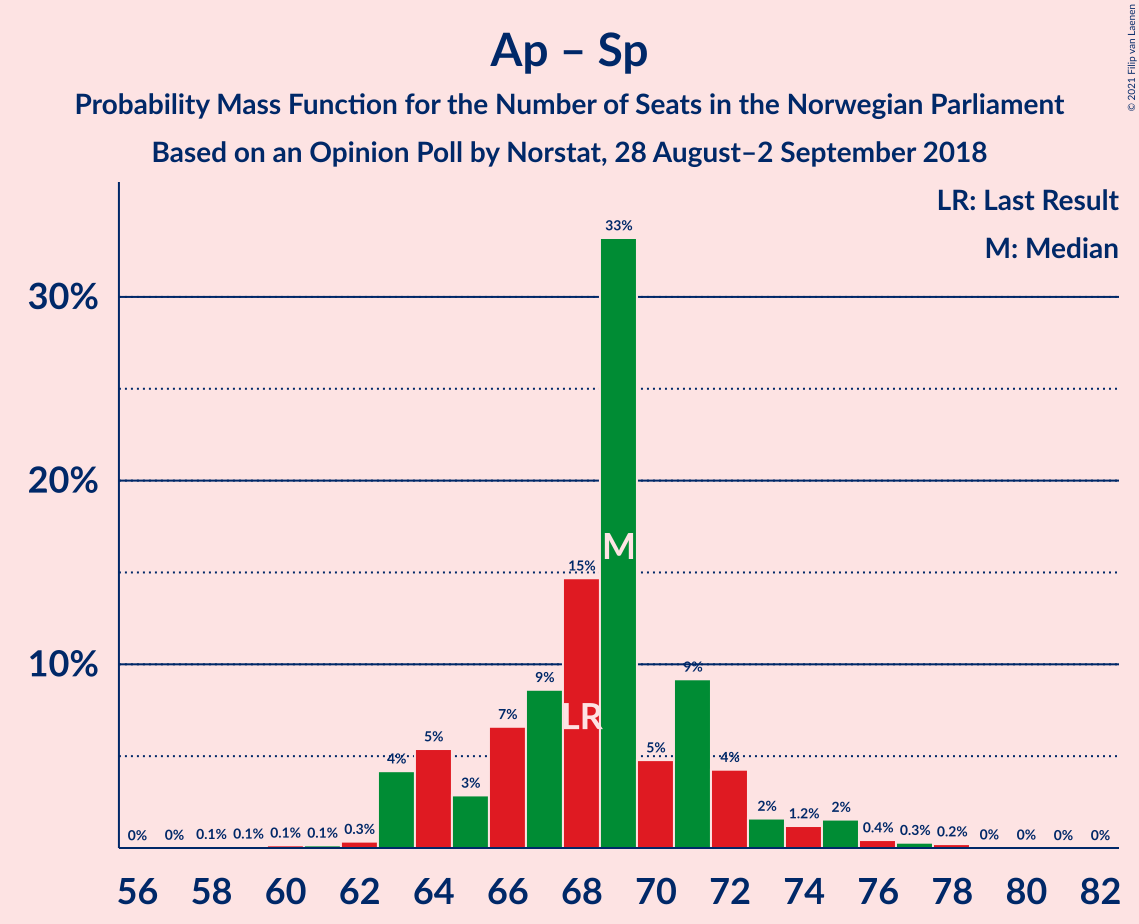 Ap – Sp
Probability Mass Function for the Number of Seats in the Norwegian Parliament
Based on an Opinion Poll by Norstat, 28 August–2 September 2018
© 2021 Filip van Laenen
LR: Last Result
M: Median
30%
20%
10%
0% 0% 0.1% 0.1% 0.1% 0.1% 0.3% 4% 5% 3% 7% 9% 15% 33% 5% 9% 4% 2% 1.2% 2% 0.4% 0.3% 0.2% 0% 0% 0% 0%
M
LR
56 58 60 62 64 66 68 70 72 74 76 78 80 82